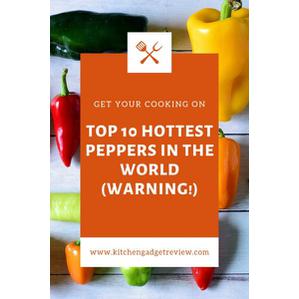 GET YOUR COOKING ON
TOP 10 HOTTEST
PEPPERS IN THE
WORLD
(WARNING!)
www.kitchengadgetreview.com